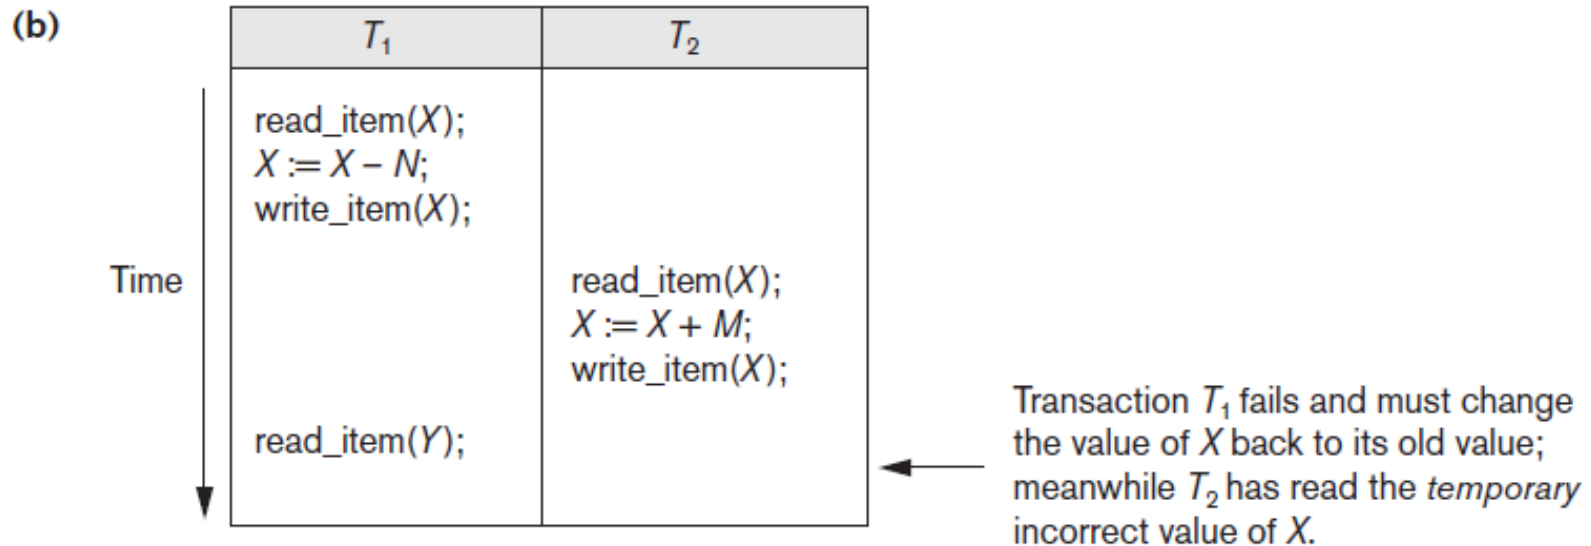 (b)
T₁ T₂
read_item(X);
X := X – N;
write_item(X);
Time
read_item(X);
X := X + M;
write_item(X);
read_item(Y);
Transaction T₁ fails and must change
the value of X back to its old value;
meanwhile T₂ has read the temporary
incorrect value of X.